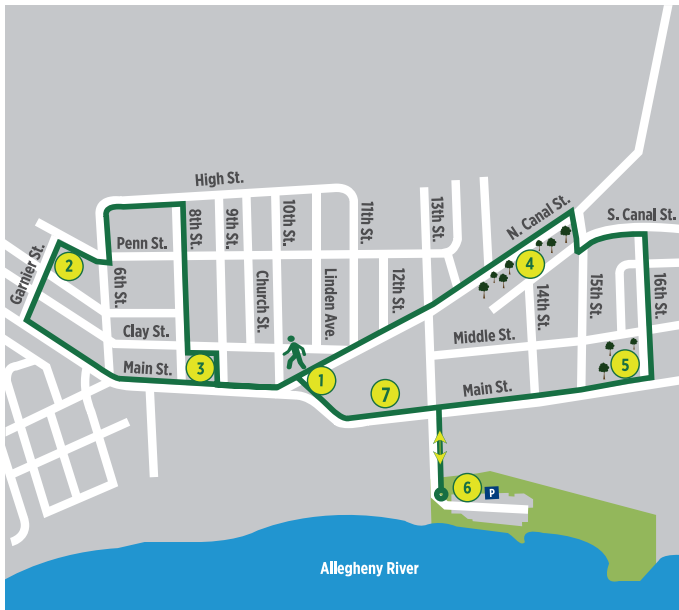 High St.
N. Canal St.
S. Canal St.
Garnier St.
Penn St.
6th St.
8th St.
9th St.
10th St.
11th St.
13th St.
Church St.
Linden Ave.
12th St.
14th St.
15th St.
16th St.
2
4
Clay St.
Middle St.
Main St.
3
1
7
Main St.
5
6
P
Allegheny River